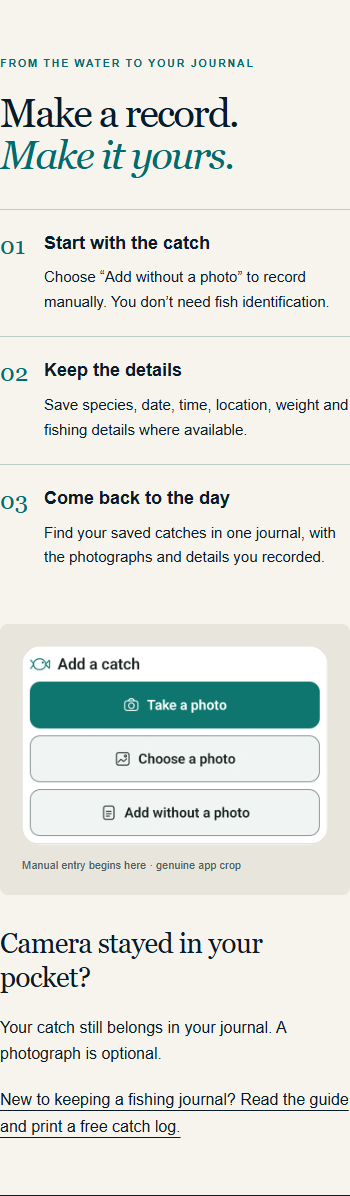 FROM THE WATER TO YOUR JOURNAL
Make a record.
Make it yours.
01
Start with the catch
Choose “Add without a photo” to record
manually. You don’t need fish identification.
02
Keep the details
Save species, date, time, location, weight and
fishing details where available.
03
Come back to the day
Find your saved catches in one journal, with
the photographs and details you recorded.
Add a catch
Take a photo
Choose a photo
Add without a photo
Manual entry begins here · genuine app crop
Camera stayed in your
pocket?
Your catch still belongs in your journal. A
photograph is optional.
New to keeping a fishing journal? Read the guide
and print a free catch log.